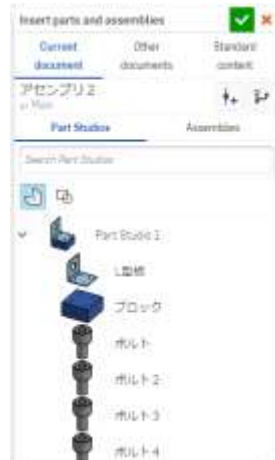 Insert parts and assemblies
Current document
Other documents
Standard content
アセンブリ 2
Main
Part Studios
Assemblies
Search Part Studios
Part Studio 1
L型板
ブロック
ボルト
ボルト 2
ボルト 3
ボルト 4